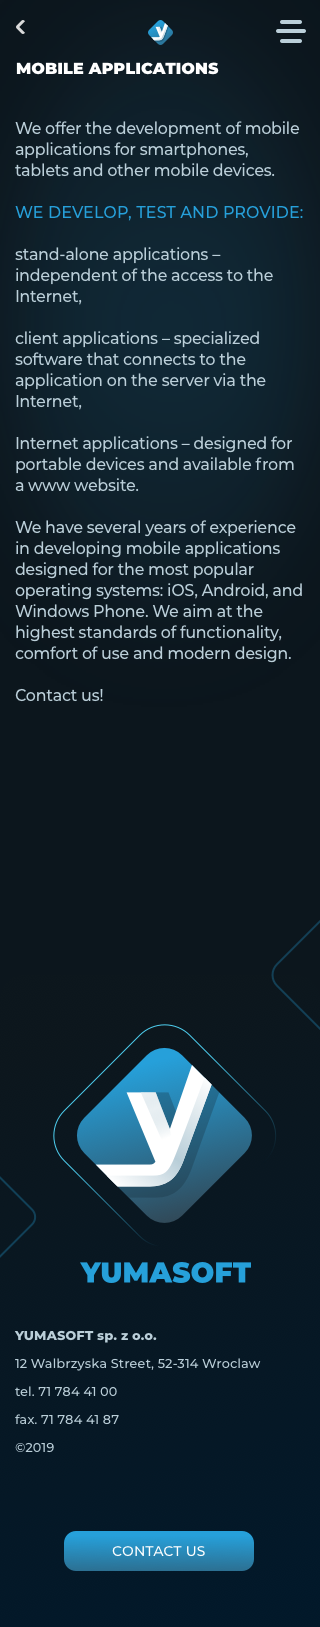 MOBILE APPLICATIONS
We offer the development of mobile
applications for smartphones,
tablets and other mobile devices.
WE DEVELOP, TEST AND PROVIDE:
stand-alone applications –
independent of the access to the
Internet,
client applications – specialized
software that connects to the
application on the server via the
Internet,
Internet applications – designed for
portable devices and available from
a www website.
We have several years of experience
in developing mobile applications
designed for the most popular
operating systems: iOS, Android, and
Windows Phone. We aim at the
highest standards of functionality,
comfort of use and modern design.
Contact us!
YUMASOFT
YUMASOFT sp. z o.o.
12 Walbrzyska Street, 52-314 Wroclaw
tel. 71 784 41 00
fax. 71 784 41 87
©2019
CONTACT US